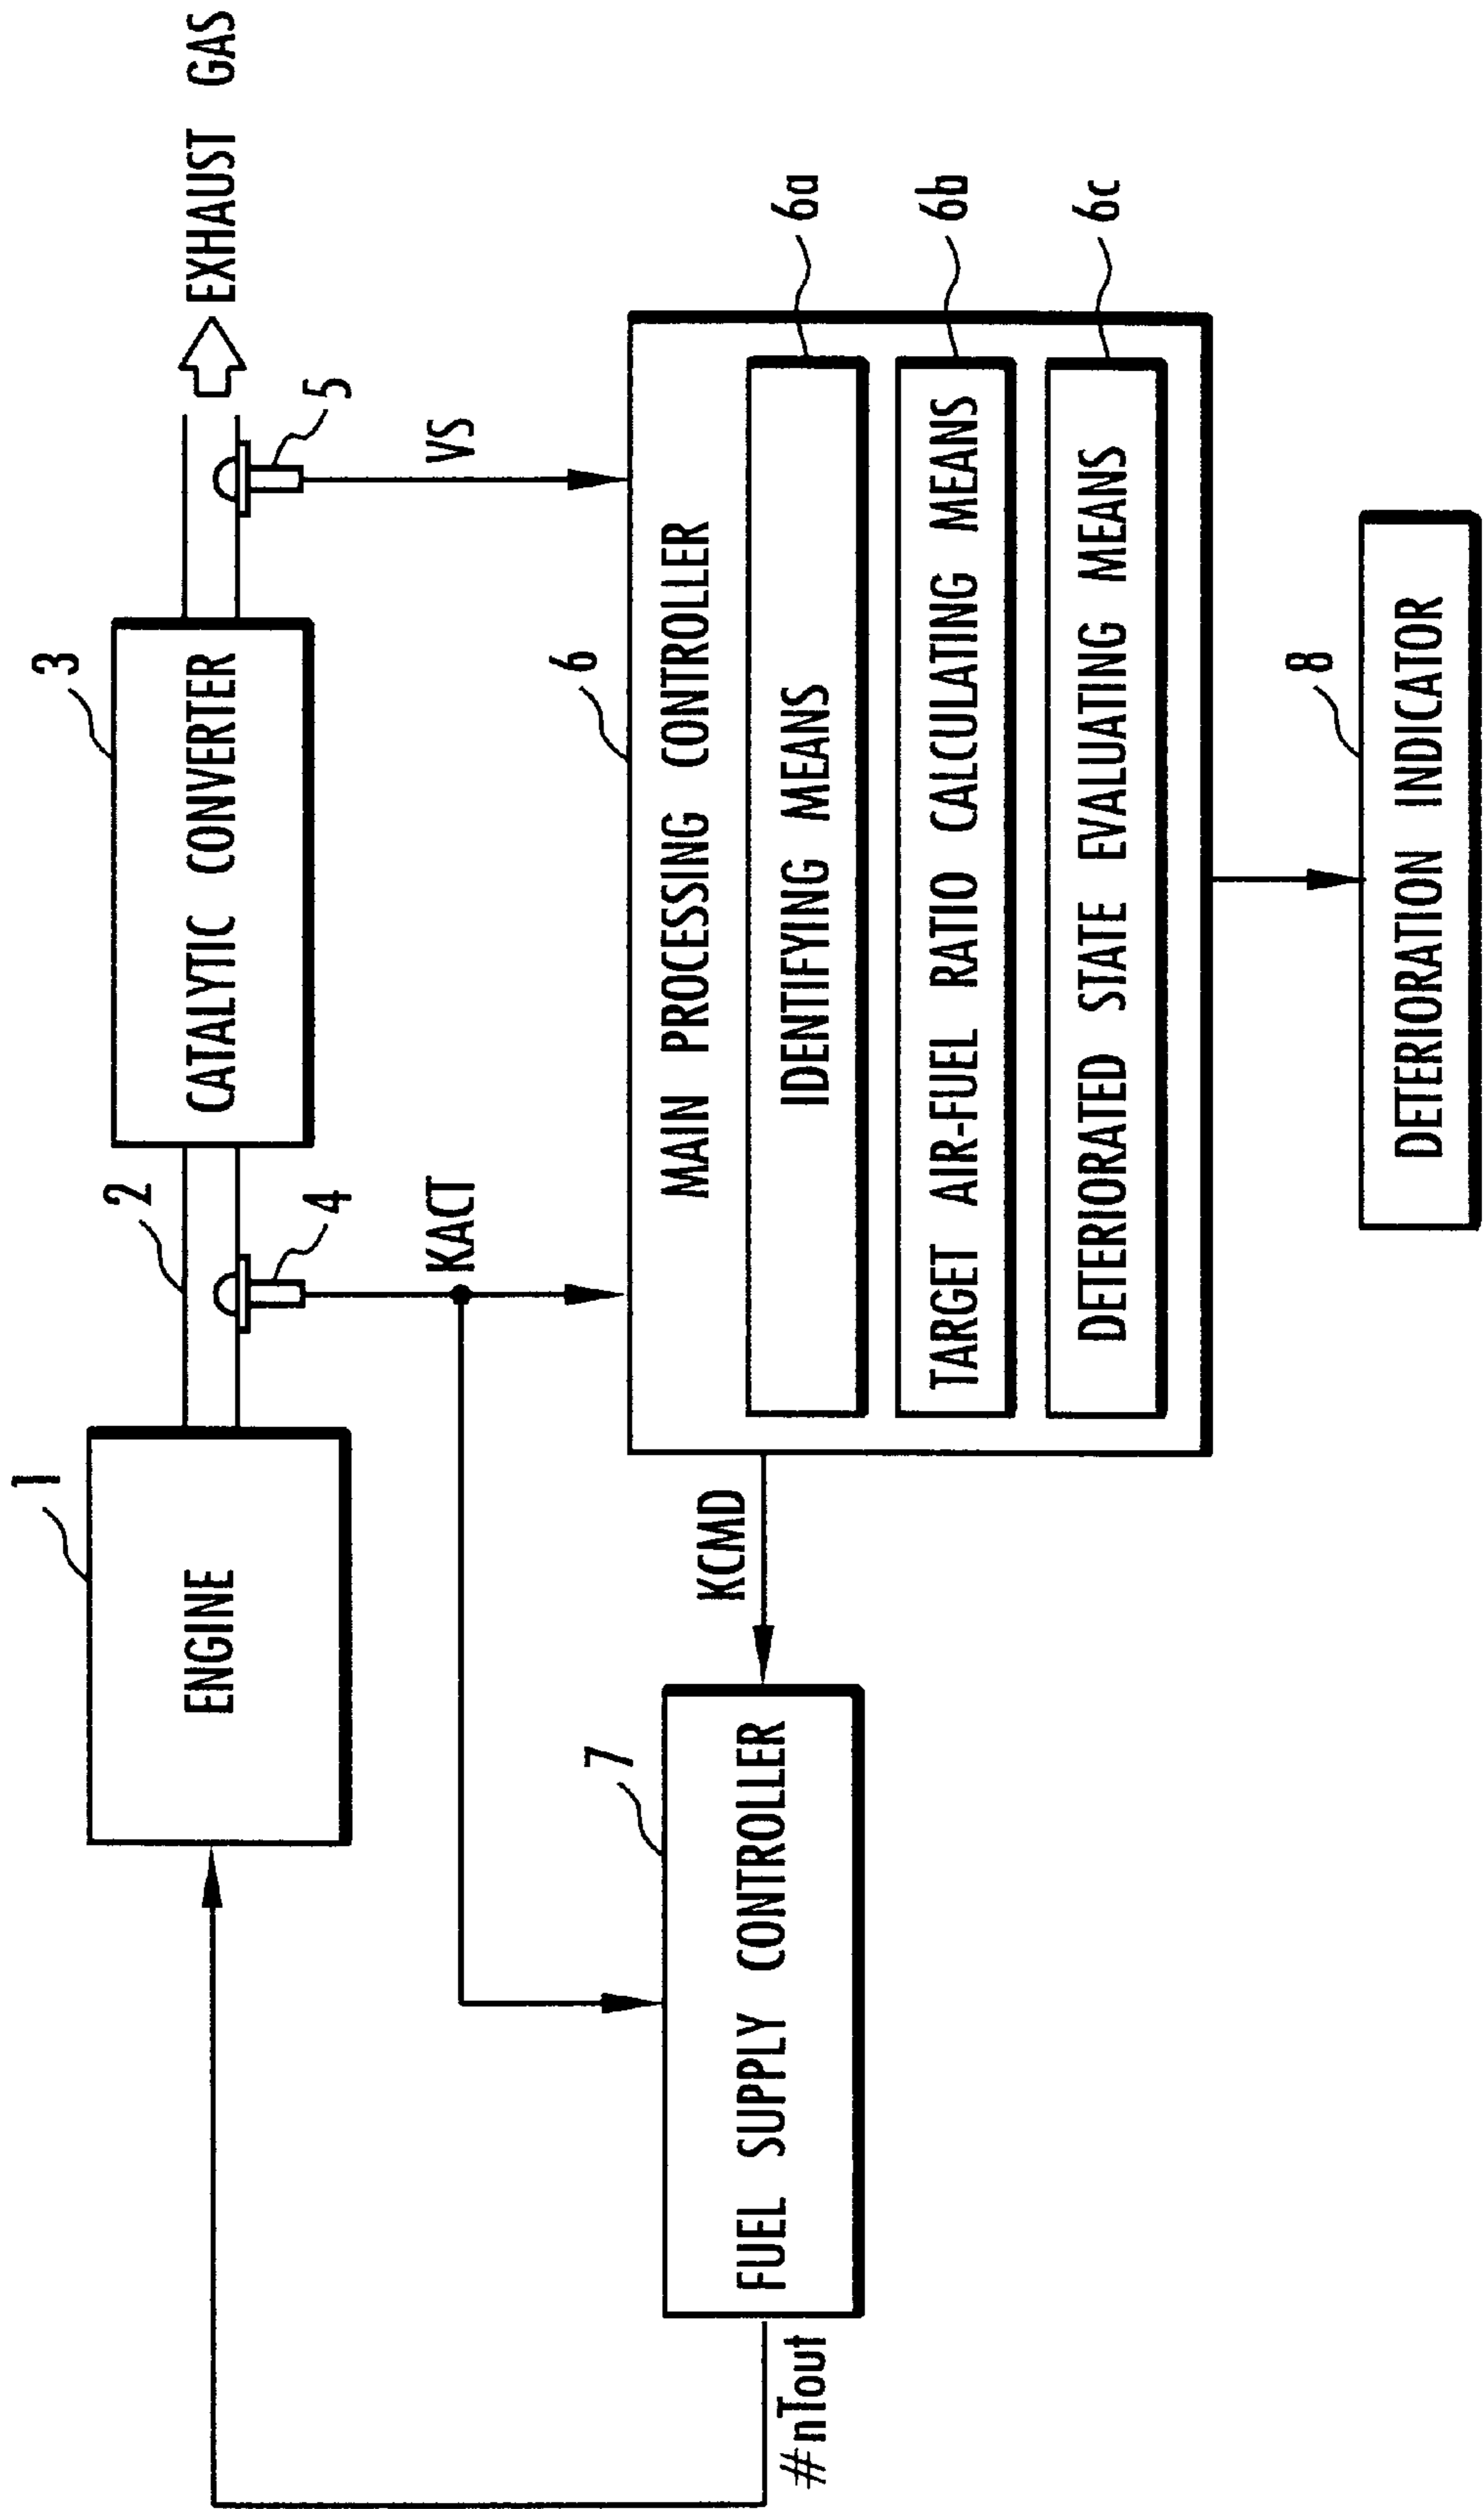 1
ENGINE
2
3
CATALYTIC CONVERTER
EXHAUST GAS
4
5
KACT
VS
6
MAIN PROCESSING CONTROLLER
IDENTIFYING MEANS
6a
TARGET AIR-FUEL RATIO CALCULATING MEANS
6b
DETERIORATED STATE EVALUATING MEANS
6c
KCMD
7
FUEL SUPPLY CONTROLLER
#nTout
8
DETERIORATION INDICATOR